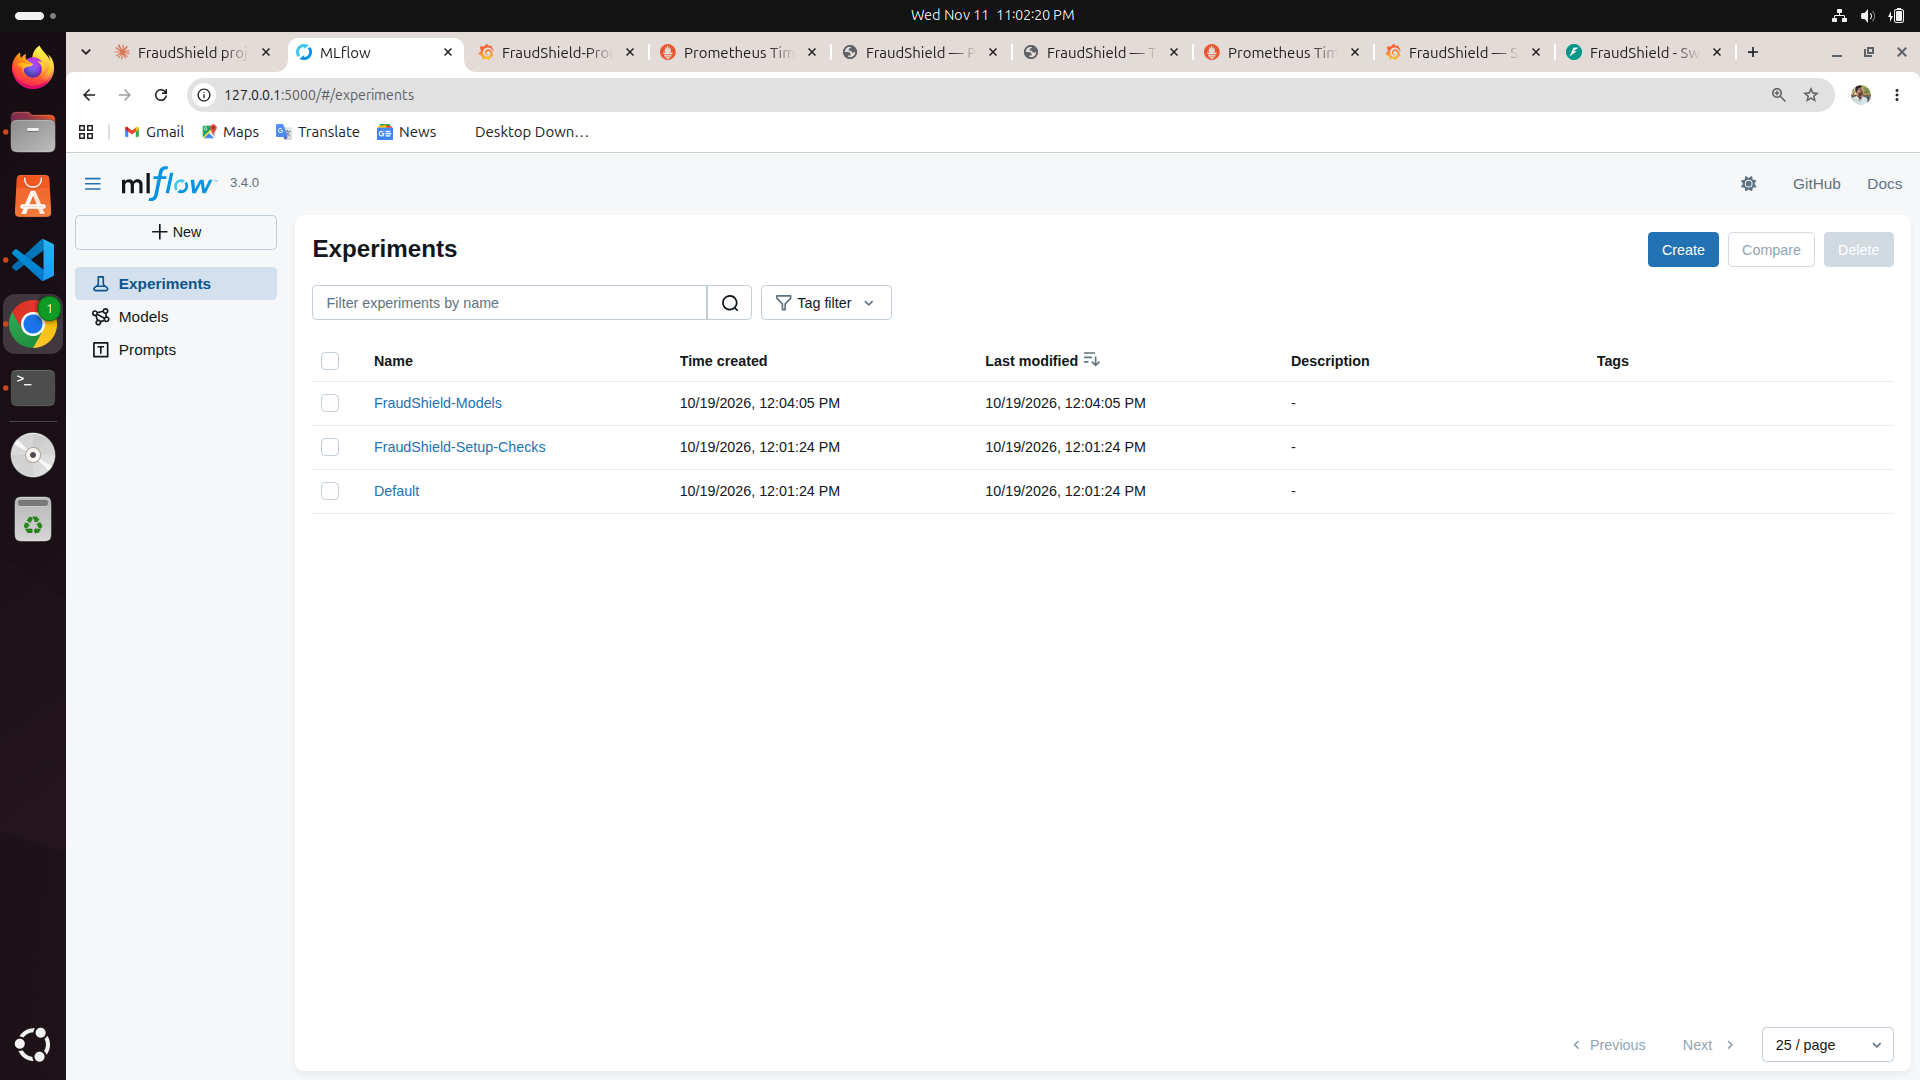 Wed Nov 11  11:02:20 PM
FraudShield proj
MLflow
FraudShield-Pro
Prometheus Tim
FraudShield — P
FraudShield — T
Prometheus Tim
FraudShield — S
FraudShield - Sw
127.0.0.1:5000/#/experiments
Gmail
Maps
Translate
News
Desktop Down…
mlflow 3.4.0
GitHub
Docs
New
Experiments
Models
Prompts
Experiments
Create
Compare
Delete
Filter experiments by name
Tag filter
Name Time created Last modified Description Tags
FraudShield-Models 10/19/2026, 12:04:05 PM 10/19/2026, 12:04:05 PM -
FraudShield-Setup-Checks 10/19/2026, 12:01:24 PM 10/19/2026, 12:01:24 PM -
Default 10/19/2026, 12:01:24 PM 10/19/2026, 12:01:24 PM -
Previous
Next
25 / page
1